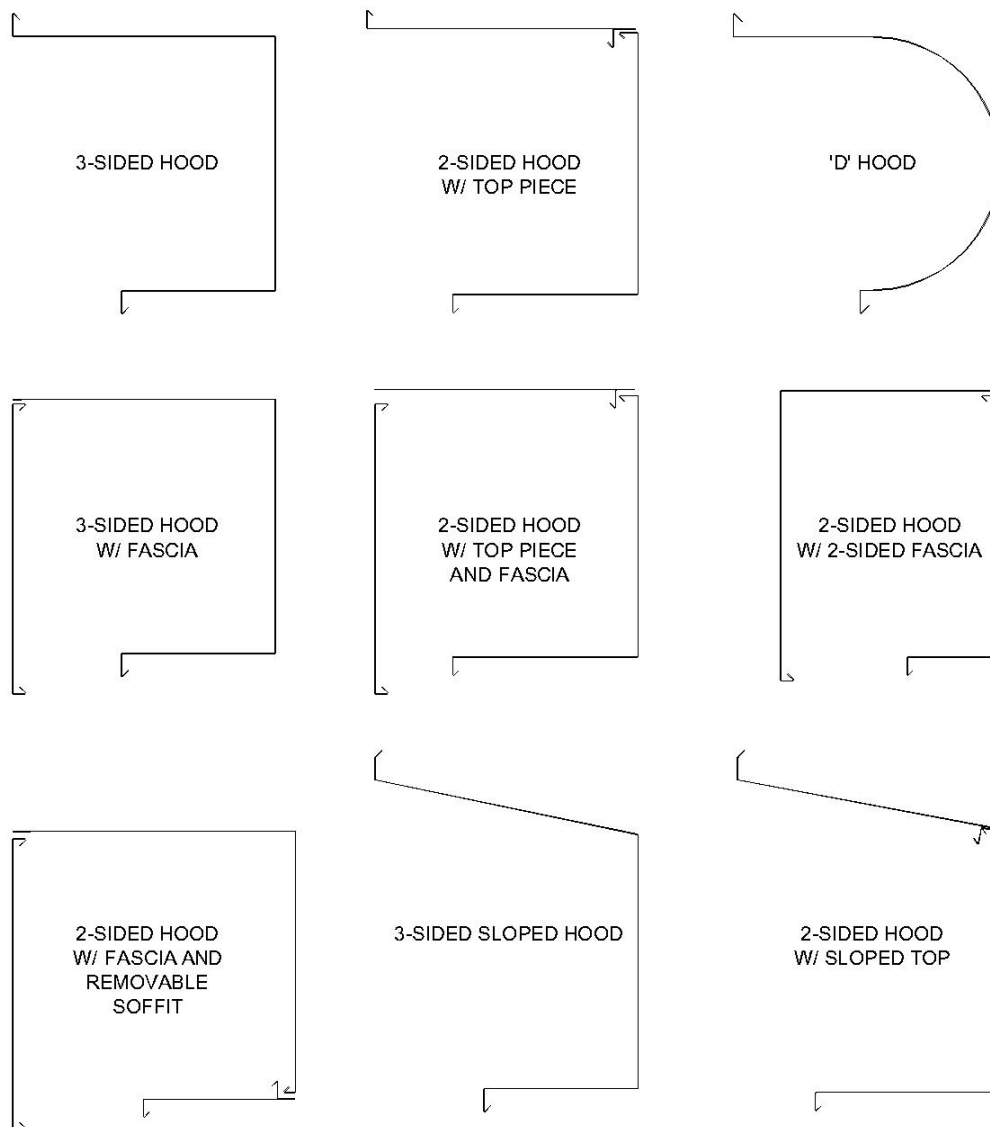 3-SIDED HOOD
2-SIDED HOOD
W/ TOP PIECE
'D' HOOD
3-SIDED HOOD
W/ FASCIA
2-SIDED HOOD
W/ TOP PIECE
AND FASCIA
2-SIDED HOOD
W/ 2-SIDED FASCIA
2-SIDED HOOD
W/ FASCIA AND
REMOVABLE
SOFFIT
3-SIDED SLOPED HOOD
2-SIDED HOOD
W/ SLOPED TOP